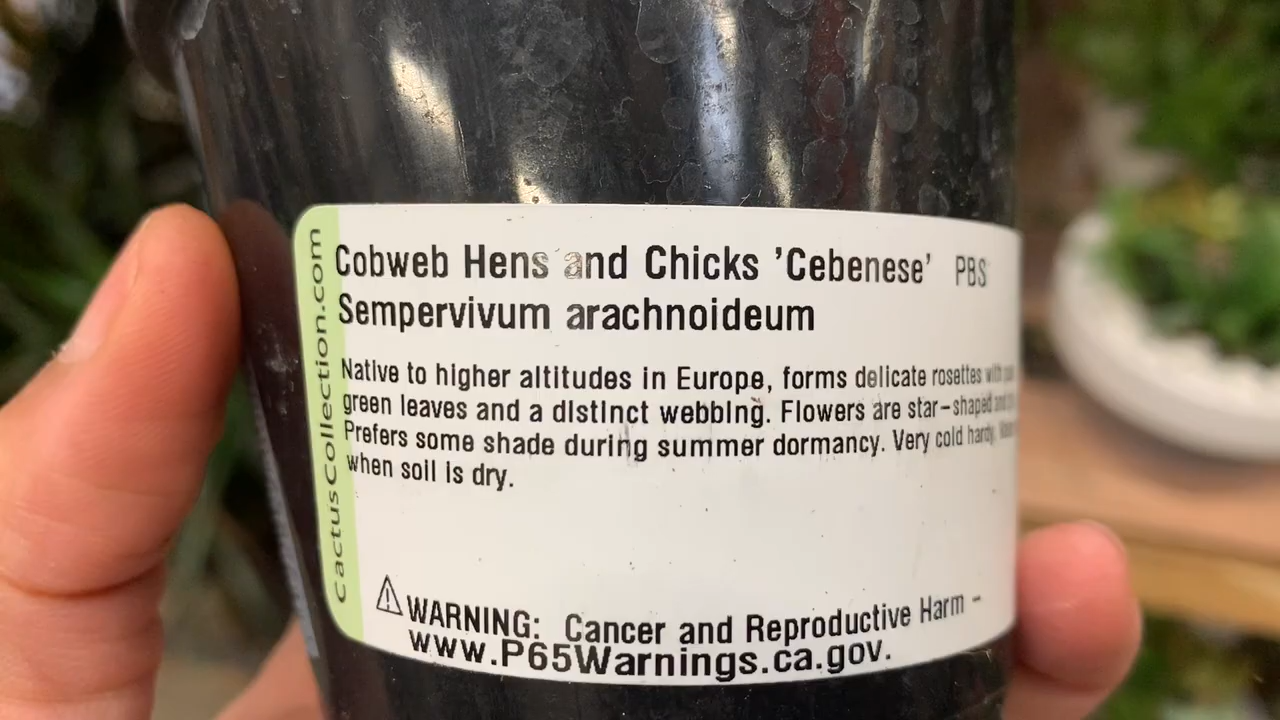 CactusCollection.com
Cobweb Hens and Chicks 'Cebenese' PBS
Sempervivum arachnoideum
Native to higher altitudes in Europe, forms delicate rosettes with
green leaves and a distinct webbing. Flowers are star-shaped and
Prefers some shade during summer dormancy. Very cold hardy.
when soil is dry.
⚠ WARNING: Cancer and Reproductive Harm -
www.P65Warnings.ca.gov.